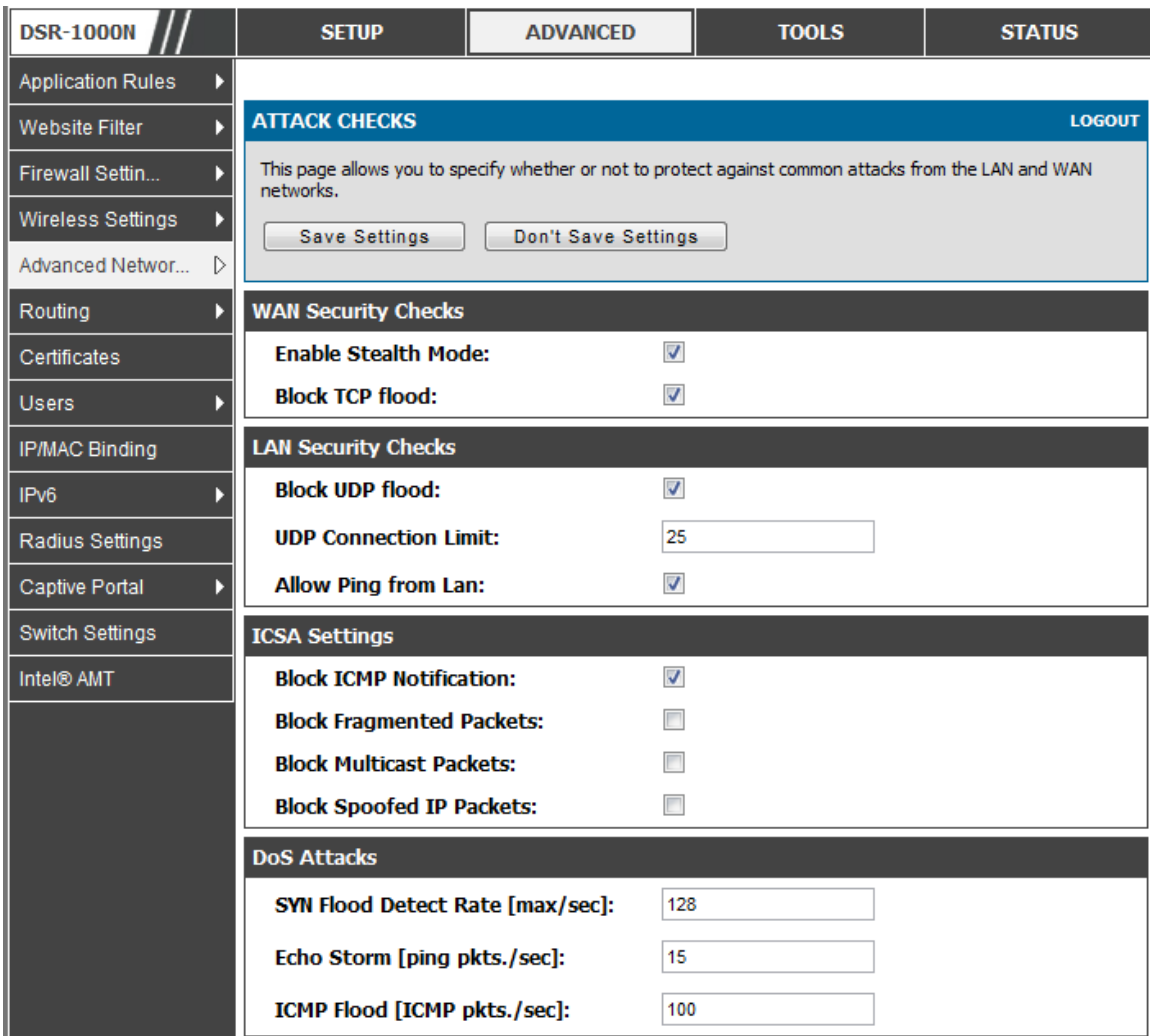 DSR-1000N
SETUP
ADVANCED
TOOLS
STATUS
Application Rules
Website Filter
Firewall Settin...
Wireless Settings
Advanced Networ...
Routing
Certificates
Users
IP/MAC Binding
IPv6
Radius Settings
Captive Portal
Switch Settings
Intel® AMT
ATTACK CHECKS
LOGOUT
This page allows you to specify whether or not to protect against common attacks from the LAN and WAN
networks.
Save Settings
Don't Save Settings
WAN Security Checks
Enable Stealth Mode:
Block TCP flood:
LAN Security Checks
Block UDP flood:
UDP Connection Limit: 25
Allow Ping from Lan:
ICSA Settings
Block ICMP Notification:
Block Fragmented Packets:
Block Multicast Packets:
Block Spoofed IP Packets:
DoS Attacks
SYN Flood Detect Rate [max/sec]: 128
Echo Storm [ping pkts./sec]: 15
ICMP Flood [ICMP pkts./sec]: 100